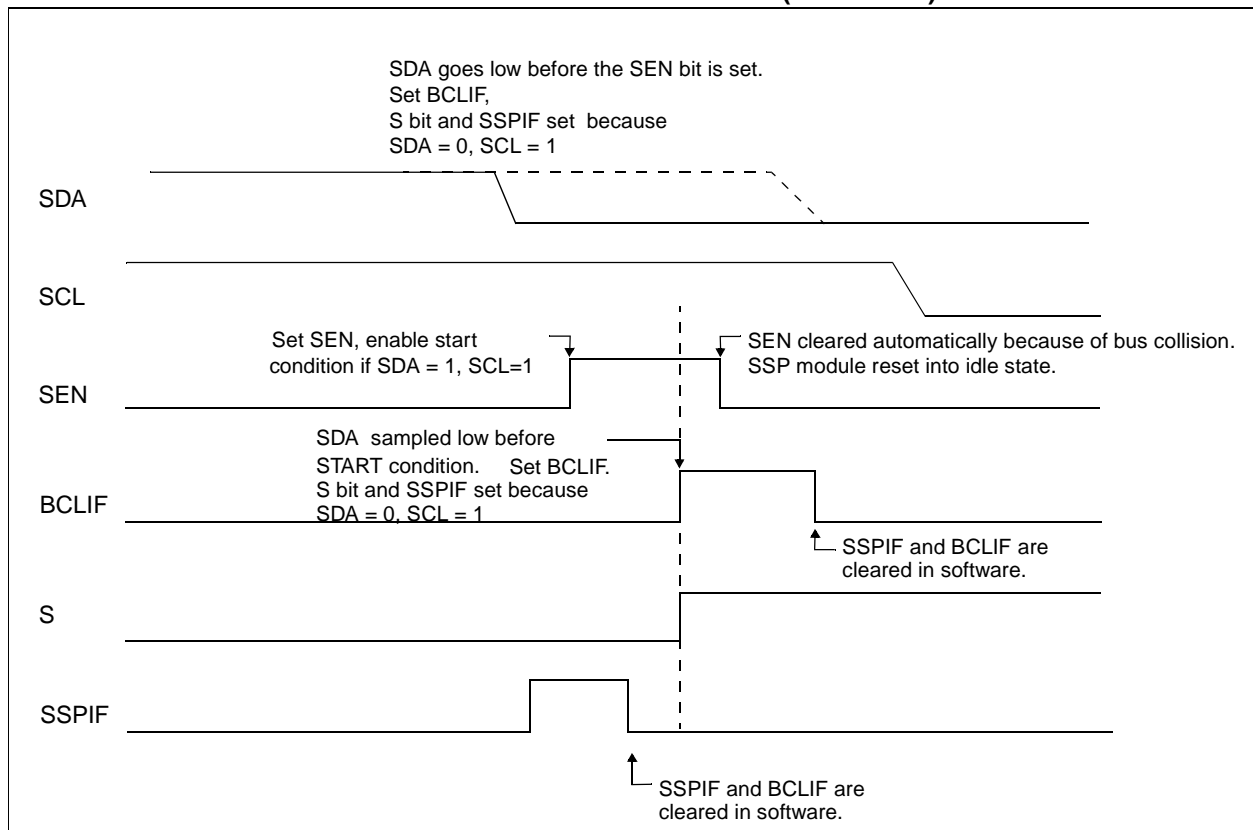 SDA goes low before the SEN bit is set.
Set BCLIF,
S bit and SSPIF set because
SDA = 0, SCL = 1
SDA
SCL
Set SEN, enable start
condition if SDA = 1, SCL=1
SEN cleared automatically because of bus collision.
SSP module reset into idle state.
SEN
SDA sampled low before
START condition. Set BCLIF.
S bit and SSPIF set because
SDA = 0, SCL = 1
BCLIF
SSPIF and BCLIF are
cleared in software.
S
SSPIF
SSPIF and BCLIF are
cleared in software.